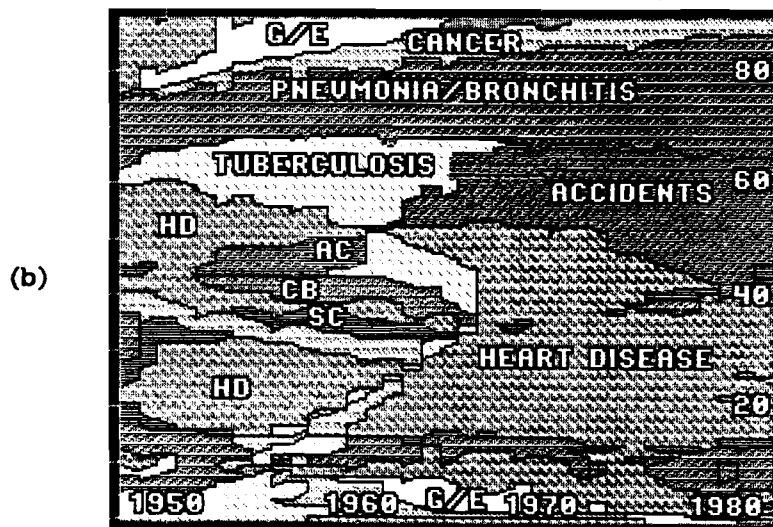 G/E
CANCER
80
PNEUMONIA/BRONCHITIS
TUBERCULOSIS
60
ACCIDENTS
HD
AC
(b)
CB
40
SC
HEART DISEASE
HD
20
G/E
1950 1960 1970 1980